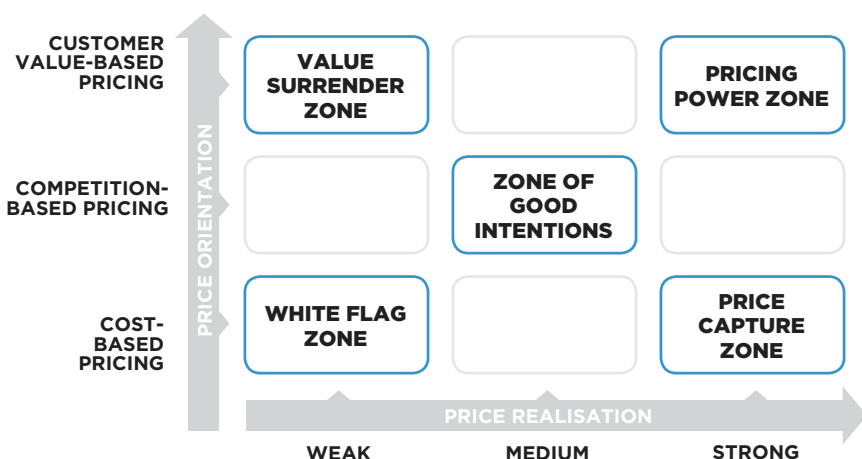 CUSTOMER
VALUE-BASED
PRICING
VALUE
SURRENDER
ZONE
PRICING
POWER ZONE
PRICE ORIENTATION
COMPETITION-
BASED PRICING
ZONE OF
GOOD
INTENTIONS
COST-
BASED
PRICING
WHITE FLAG
ZONE
PRICE
CAPTURE
ZONE
PRICE REALISATION
WEAK
MEDIUM
STRONG